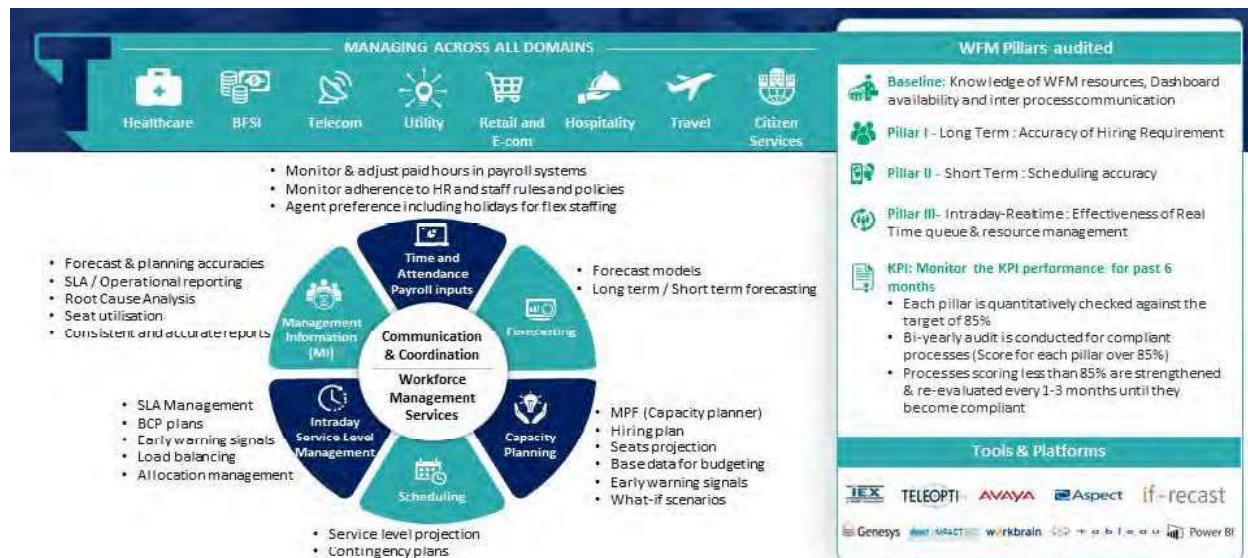 MANAGING ACROSS ALL DOMAINS
Healthcare
BFSI
Telecom
Utility
Retail and
E-com
Hospitality
Travel
Citizen
Services
• Monitor & adjust paid hours in payroll systems
• Monitor adherence to HR and staff rules and policies
• Agent preference including holidays for flex staffing
Time and
Attendance
Payroll inputs
• Forecast & planning accuracies
• SLA / Operational reporting
• Root Cause Analysis
• Seat utilisation
• Consistent and accurate reports
Management
Information
(MI)
• Forecast models
• Long term / Short term forecasting
Forecasting
Communication
& Coordination
Workforce
Management
Services
• SLA Management
• BCP plans
• Early warning signals
• Load balancing
• Allocation management
Intraday
Service Level
Management
Capacity
Planning
• MPF (Capacity planner)
• Hiring plan
• Seats projection
• Base data for budgeting
• Early warning signals
• What-if scenarios
Scheduling
• Service level projection
• Contingency plans
WFM Pillars audited
Baseline: Knowledge of WFM resources, Dashboard
availability and inter process communication
Pillar I - Long Term : Accuracy of Hiring Requirement
Pillar II - Short Term : Scheduling accuracy
Pillar III- Intraday-Realtime : Effectiveness of Real
Time queue & resource management
KPI: Monitor the KPI performance for past 6
months
• Each pillar is quantitatively checked against the
target of 85%
• Bi-yearly audit is conducted for compliant
processes (Score for each pillar over 85%)
• Processes scoring less than 85% are strengthened
& re-evaluated every 1-3 months until they
become compliant
Tools & Platforms
IEX TELEOPTI AVAYA Aspect if-recast
Genesys workbrain tableau Power BI